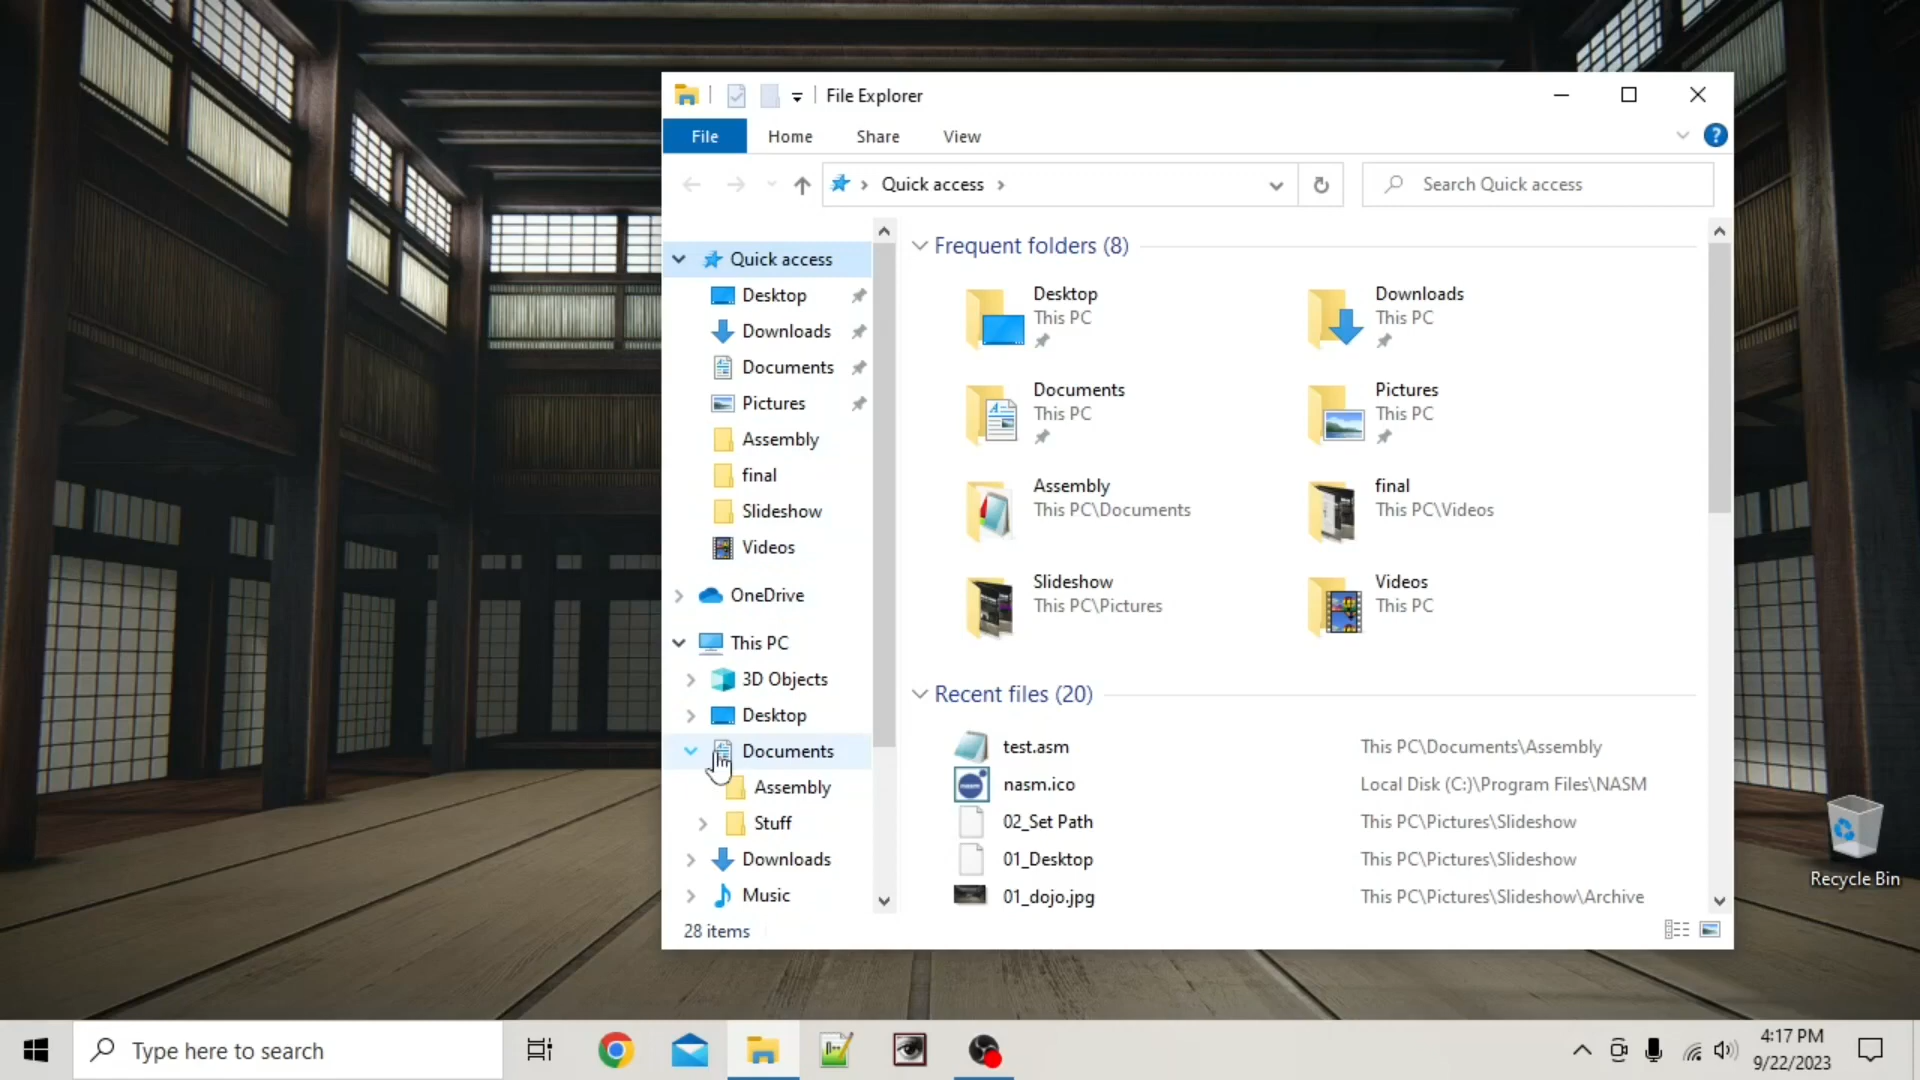 File Explorer
File Home Share View
?
Quick access
Search Quick access
Quick access
Desktop
Downloads
Documents
Pictures
Assembly
final
Slideshow
Videos
OneDrive
This PC
3D Objects
Desktop
Documents
Assembly
Stuff
Downloads
Music
Frequent folders (8)
Desktop
This PC
Downloads
This PC
Documents
This PC
Pictures
This PC
Assembly
This PC\Documents
final
This PC\Videos
Slideshow
This PC\Pictures
Videos
This PC
Recent files (20)
test.asm This PC\Documents\Assembly
nasm.ico Local Disk (C:)\Program Files\NASM
02_Set Path This PC\Pictures\Slideshow
01_Desktop This PC\Pictures\Slideshow
01_dojo.jpg This PC\Pictures\Slideshow\Archive
28 items
Recycle Bin
Type here to search
4:17 PM
9/22/2023